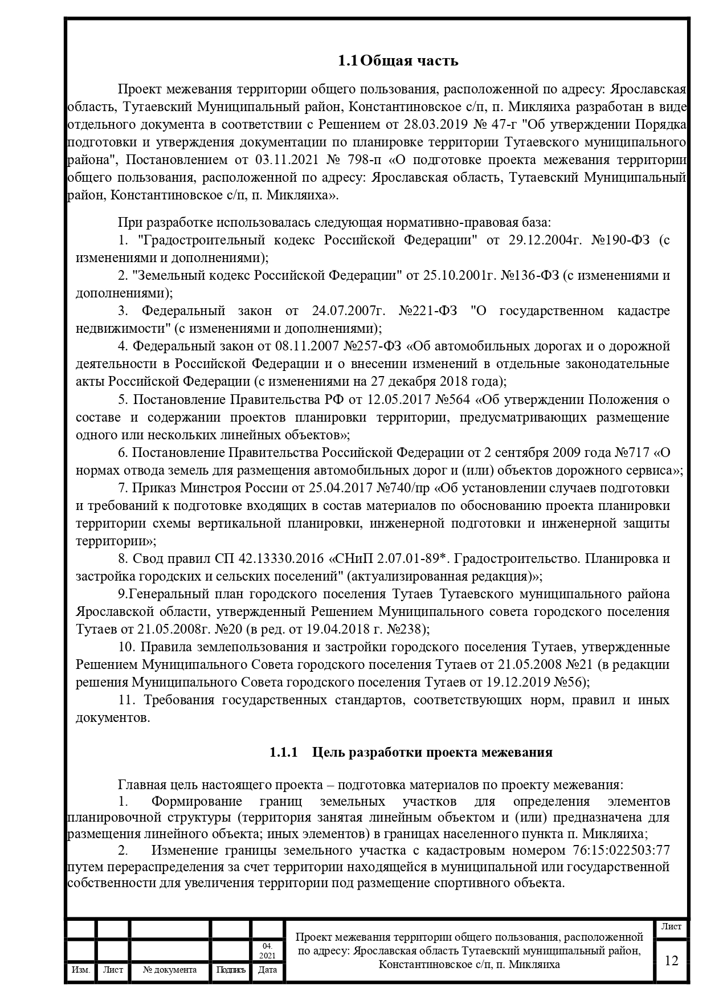 1.1 Общая часть
Проект межевания территории общего пользования, расположенной по адресу: Ярославская
область, Тутаевский Муниципальный район, Константиновское с/п, п. Микляиха разработан в виде
отдельного документа в соответствии с Решением от 28.03.2019 № 47-г "Об утверждении Порядка
подготовки и утверждения документации по планировке территории Тутаевского муниципального
района", Постановлением от 03.11.2021 № 798-п «О подготовке проекта межевания территории
общего пользования, расположенной по адресу: Ярославская область, Тутаевский Муниципальный
район, Константиновское с/п, п. Микляиха».
При разработке использовалась следующая нормативно-правовая база:
1. "Градостроительный кодекс Российской Федерации" от 29.12.2004г. №190-ФЗ (с
изменениями и дополнениями);
2. "Земельный кодекс Российской Федерации" от 25.10.2001г. №136-ФЗ (с изменениями и
дополнениями);
3. Федеральный закон от 24.07.2007г. №221-ФЗ "О государственном кадастре
недвижимости" (с изменениями и дополнениями);
4. Федеральный закон от 08.11.2007 №257-ФЗ «Об автомобильных дорогах и о дорожной
деятельности в Российской Федерации и о внесении изменений в отдельные законодательные
акты Российской Федерации (с изменениями на 27 декабря 2018 года);
5. Постановление Правительства РФ от 12.05.2017 №564 «Об утверждении Положения о
составе и содержании проектов планировки территории, предусматривающих размещение
одного или нескольких линейных объектов»;
6. Постановление Правительства Российской Федерации от 2 сентября 2009 года №717 «О
нормах отвода земель для размещения автомобильных дорог и (или) объектов дорожного сервиса»;
7. Приказ Минстроя России от 25.04.2017 №740/пр «Об установлении случаев подготовки
и требований к подготовке входящих в состав материалов по обоснованию проекта планировки
территории схемы вертикальной планировки, инженерной подготовки и инженерной защиты
территории»;
8. Свод правил СП 42.13330.2016 «СНиП 2.07.01-89*. Градостроительство. Планировка и
застройка городских и сельских поселений" (актуализированная редакция)»;
9.Генеральный план городского поселения Тутаев Тутаевского муниципального района
Ярославской области, утвержденный Решением Муниципального совета городского поселения
Тутаев от 21.05.2008г. №20 (в ред. от 19.04.2018 г. №238);
10. Правила землепользования и застройки городского поселения Тутаев, утвержденные
Решением Муниципального Совета городского поселения Тутаев от 21.05.2008 №21 (в редакции
решения Муниципального Совета городского поселения Тутаев от 19.12.2019 №56);
11. Требования государственных стандартов, соответствующих норм, правил и иных
документов.
1.1.1 Цель разработки проекта межевания
Главная цель настоящего проекта – подготовка материалов по проекту межевания:
1. Формирование границ земельных участков для определения элементов
планировочной структуры (территория занятая линейным объектом и (или) предназначена для
размещения линейного объекта; иных элементов) в границах населенного пункта п. Микляиха;
2. Изменение границы земельного участка с кадастровым номером 76:15:022503:77
путем перераспределения за счет территории находящейся в муниципальной или государственной
собственности для увеличения территории под размещение спортивного объекта.
04.
2021
Изм. Лист № документа Подпись Дата
Проект межевания территории общего пользования, расположенной
по адресу: Ярославская область Тутаевский муниципальный район,
Константиновское с/п, п. Микляиха
Лист
12